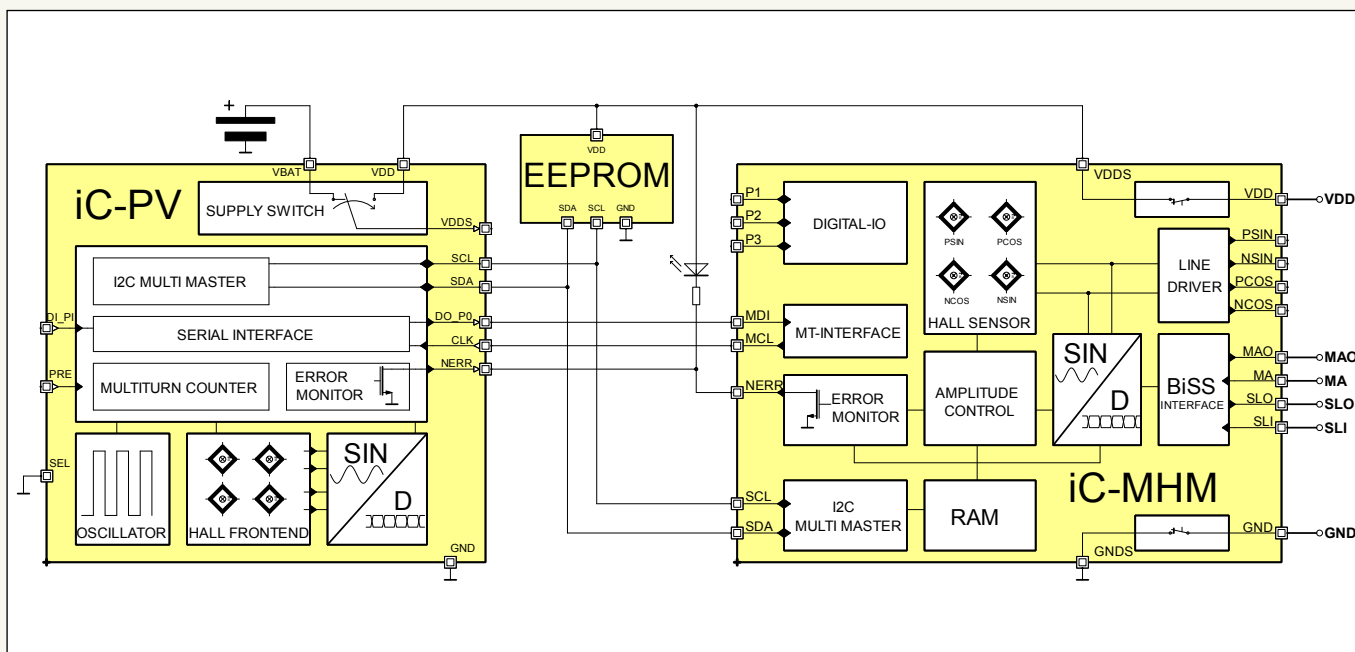 +
VBAT
VDD
iC-PV
SUPPLY SWITCH
VDDS
I2C MULTI MASTER
SCL
SDA
DI_PI
SERIAL INTERFACE
DO_P0
CLK
PRE
MULTITURN COUNTER
ERROR
MONITOR
NERR
SEL
OSCILLATOR
HALL FRONTEND
SIN
D
GND
VDD
EEPROM
SDA
SCL
GND
VDDS
VDD
VDD
P1
P2
P3
DIGITAL-IO
PSIN
PCOS
NCOS
NSIN
HALL SENSOR
LINE
DRIVER
PSIN
NSIN
PCOS
NCOS
MDI
MCL
MT-INTERFACE
NERR
ERROR
MONITOR
AMPLITUDE
CONTROL
SIN
D
BiSS
INTERFACE
MAO
MA
SLO
SLI
MAO
MA
SLO
SLI
iC-MHM
SCL
SDA
I2C
MULTI MASTER
RAM
GNDS
GND
GND